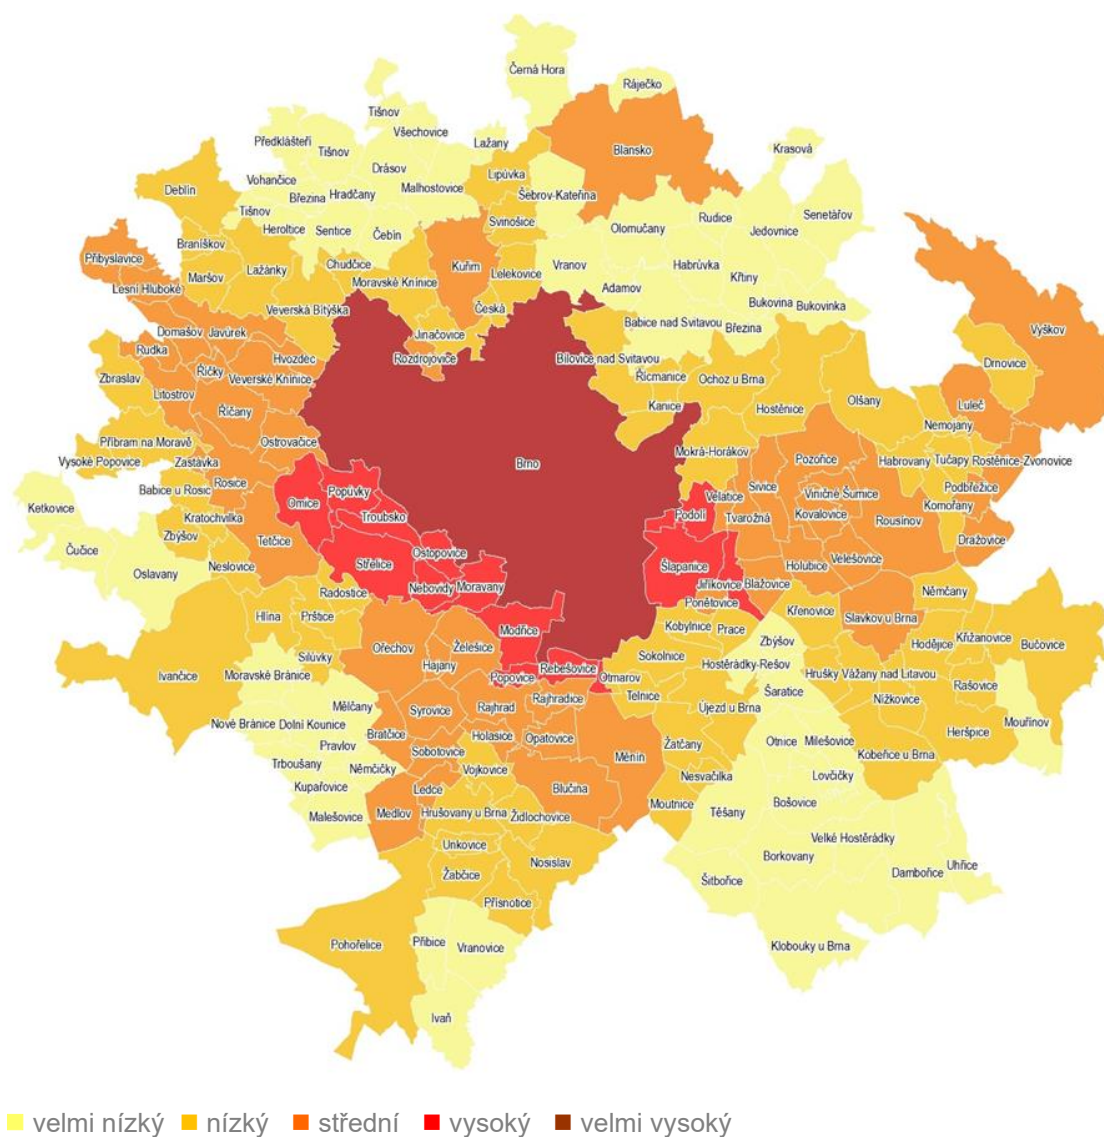 Černá Hora
Ráječko
Tišnov
Všechovice
Předklášteří
Tišnov
Lažany
Blansko
Krasová
Drásov
Lipůvka
Vohančice
Deblín
Březina
Hradčany
Malhostovice
Šebrov-Kateřina
Tišnov
Svinošice
Rudice
Senetářov
Heroltice
Sentice
Čebín
Olomučany
Jedovnice
Braníškov
Přibyslavice
Lažánky
Chudčice
Kuřim
Vranov
Habrůvka
Maršov
Lelekovice
Křtiny
Lesní Hluboké
Moravské Knínice
Adamov
Bukovina
Bukovinka
Veverská Bítýška
Česká
Babice nad Svitavou
Březina
Vyškov
Domašov
Javůrek
Jinačovice
Rudka
Hvozdec
Rozdrojovice
Bílovice nad Svitavou
Drnovice
Říčky
Zbraslav
Veverské Knínice
Řícmanice
Ochoz u Brna
Litostrov
Olšany
Luleč
Říčany
Kanice
Hostěnice
Nemojany
Příbram na Moravě
Ostrovačice
Mokrá-Horákov
Vysoké Popovice
Zastávka
Brno
Pozořice
Habrovany
Tučapy
Rostěnice-Zvonovice
Babice u Rosic
Rosice
Popůvky
Sivice
Viničné Šumice
Podbřežice
Ketkovice
Omice
Velatice
Komořany
Kratochvilka
Troubsko
Podolí
Tvarožná
Kovalovice
Rousínov
Zbýšov
Tetčice
Dražovice
Čučice
Ostopovice
Střelice
Šlapanice
Holubice
Velešovice
Oslavany
Neslovice
Nebovidy
Moravany
Jiříkovice
Blažovice
Radostice
Ponětovice
Němčany
Hlína
Prštice
Křenovice
Slavkov u Brna
Modřice
Kobylnice
Prace
Zbýšov
Hodějice
Křižanovice
Bučovice
Ořechov
Želešice
Silůvky
Sokolnice
Hajany
Rebešovice
Hostěrádky-Rešov
Ivančice
Moravské Bránice
Popovice
Otmarov
Hrušky
Vážany nad Litavou
Rašovice
Telnice
Šaratice
Nížkovice
Mělčany
Syrovice
Rajhrad
Rajhradice
Újezd u Brna
Nové Bránice
Dolní Kounice
Mouřínov
Bratčice
Holasice
Opatovice
Heršpice
Pravlov
Sobotovice
Měnín
Žatčany
Otnice
Milešovice
Kobeřice u Brna
Trboušany
Němčičky
Vojkovice
Nesvačilka
Lovčičky
Kupařovice
Ledce
Blučina
Malešovice
Medlov
Hrušovany u Brna
Židlochovice
Moutnice
Těšany
Bošovice
Unkovice
Velké Hostěrádky
Nosislav
Borkovany
Žabčice
Šitbořice
Dambořice
Uhřice
Přísnotice
Pohořelice
Přibice
Vranovice
Klobouky u Brna
Ivaň
velmi nízký
nízký
střední
vysoký
velmi vysoký